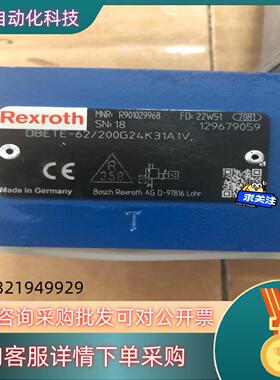 自动化科技
Rexroth
MNR: R901029968 FD: 22W51 7081
SN: 18 129679059
DBETE-62/200G24K31A1V,
358
Made in Germany
Bosch Rexroth AG D-97816 Lohr
求关注
T
321949929
咨询采购批发可对公开票
客服详情下单采购